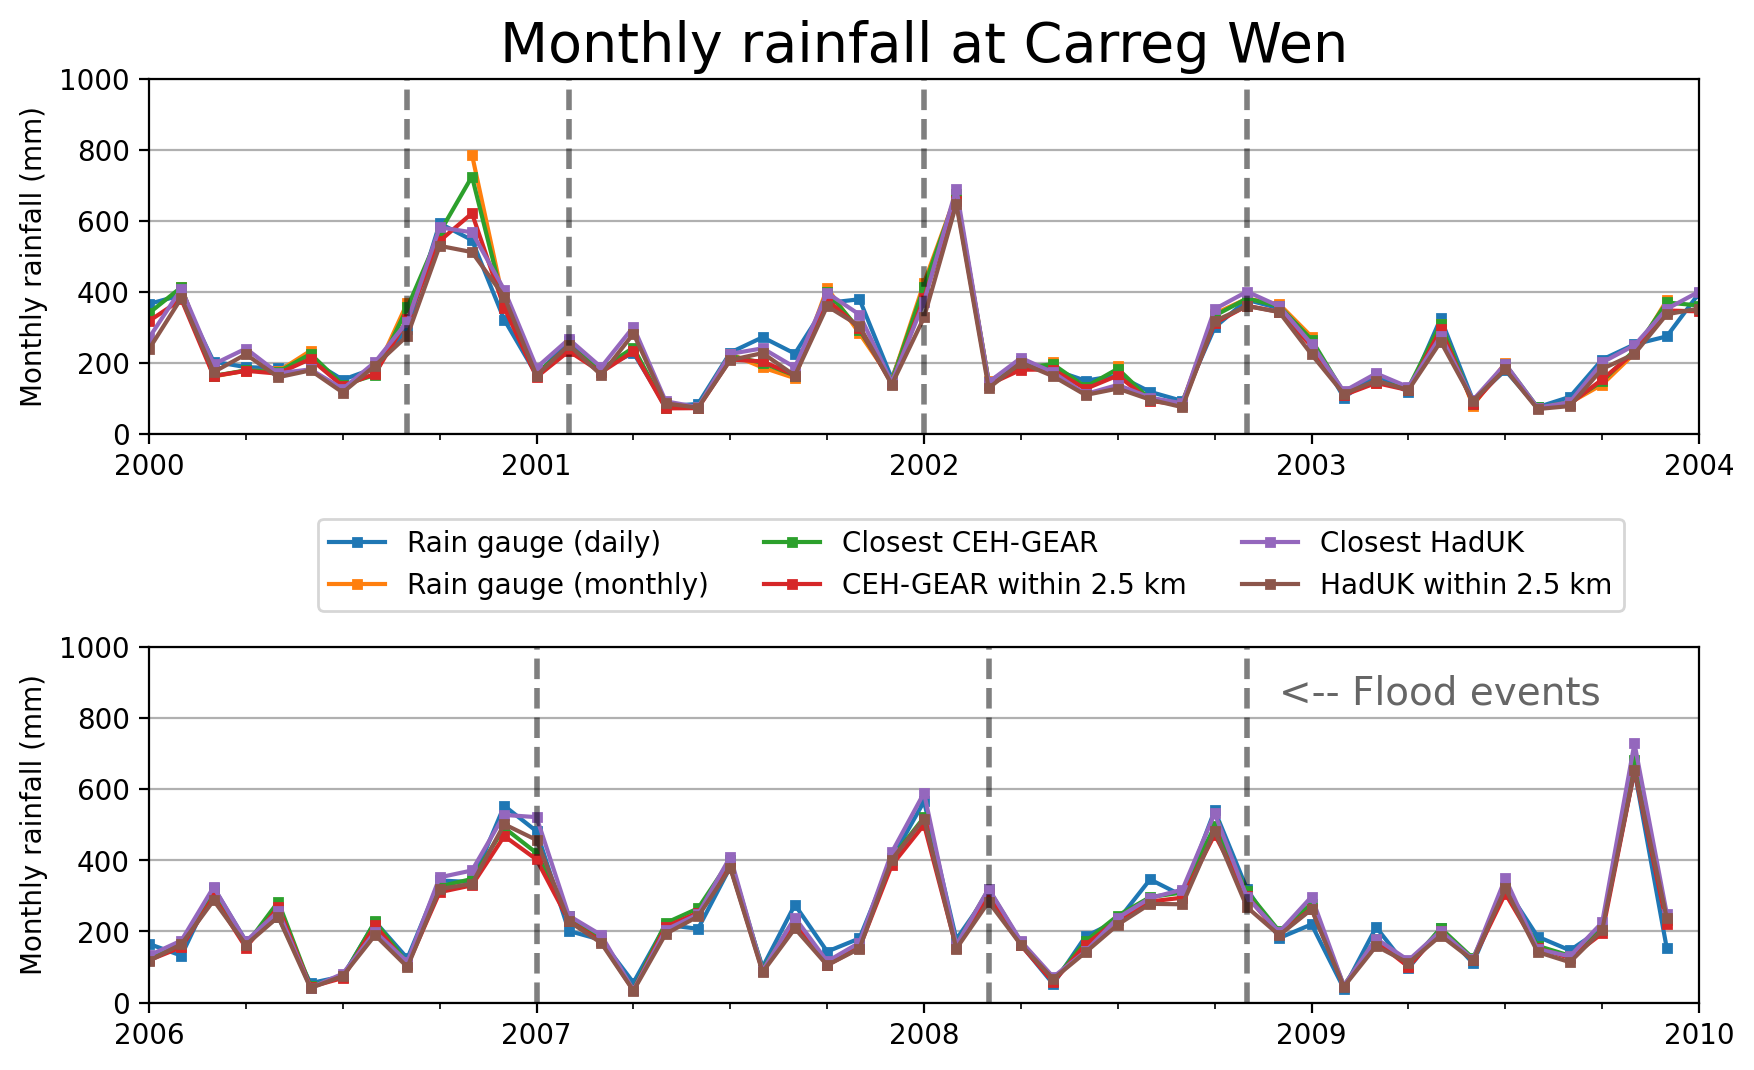 Monthly rainfall at Carreg Wen
Monthly rainfall (mm)
1000
800
600
400
200
0
2000 2001 2002 2003 2004
Rain gauge (daily) Closest CEH-GEAR Closest HadUK
Rain gauge (monthly) CEH-GEAR within 2.5 km HadUK within 2.5 km
Monthly rainfall (mm)
1000
<-- Flood events
800
600
400
200
0
2006 2007 2008 2009 2010